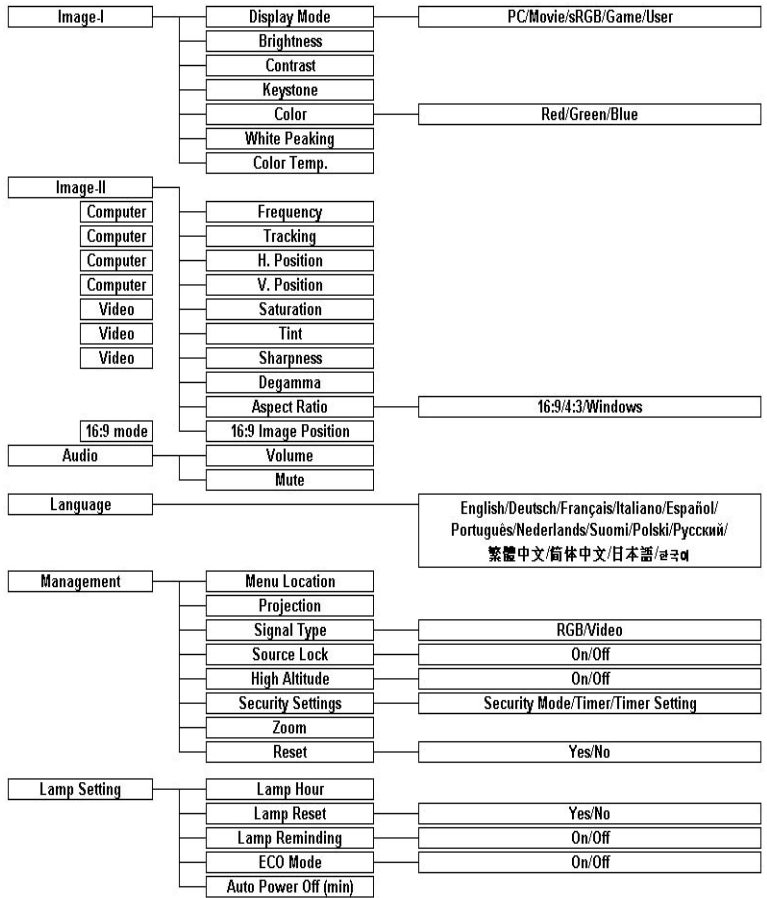 Image-I Display Mode PC/Movie/sRGB/Game/User
Brightness
Contrast
Keystone
Color Red/Green/Blue
White Peaking
Color Temp.
Image-II
Computer Frequency
Computer Tracking
Computer H. Position
Computer V. Position
Video Saturation
Video Tint
Video Sharpness
Degamma
Aspect Ratio 16:9/4:3/Windows
16:9 mode 16:9 Image Position
Audio Volume
Mute
Language English/Deutsch/Français/Italiano/Español/
Português/Nederlands/Suomi/Polski/Русский/
繁體中文/简体中文/日本語/한국어
Management Menu Location
Projection
Signal Type RGB/Video
Source Lock On/Off
High Altitude On/Off
Security Settings Security Mode/Timer/Timer Setting
Zoom
Reset Yes/No
Lamp Setting Lamp Hour
Lamp Reset Yes/No
Lamp Reminding On/Off
ECO Mode On/Off
Auto Power Off (min)